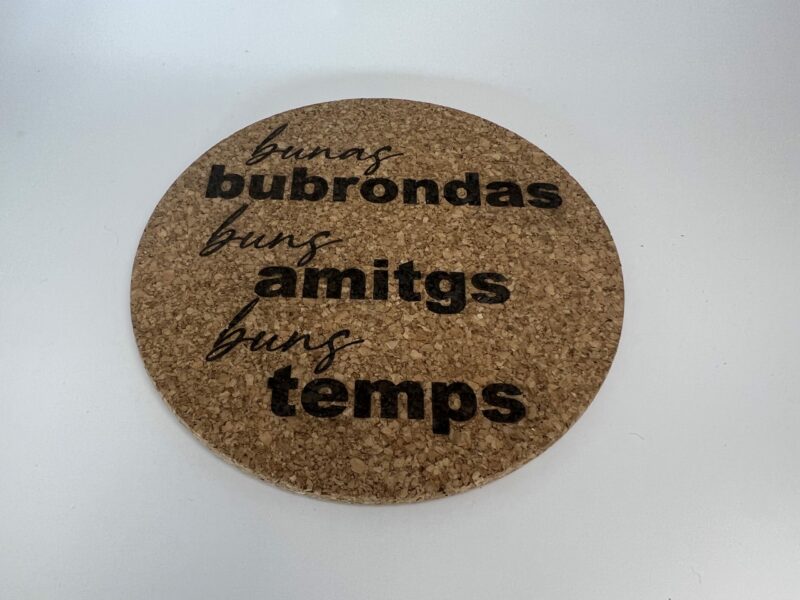 bunas
bubrondas
buns
amitgs
buns
temps